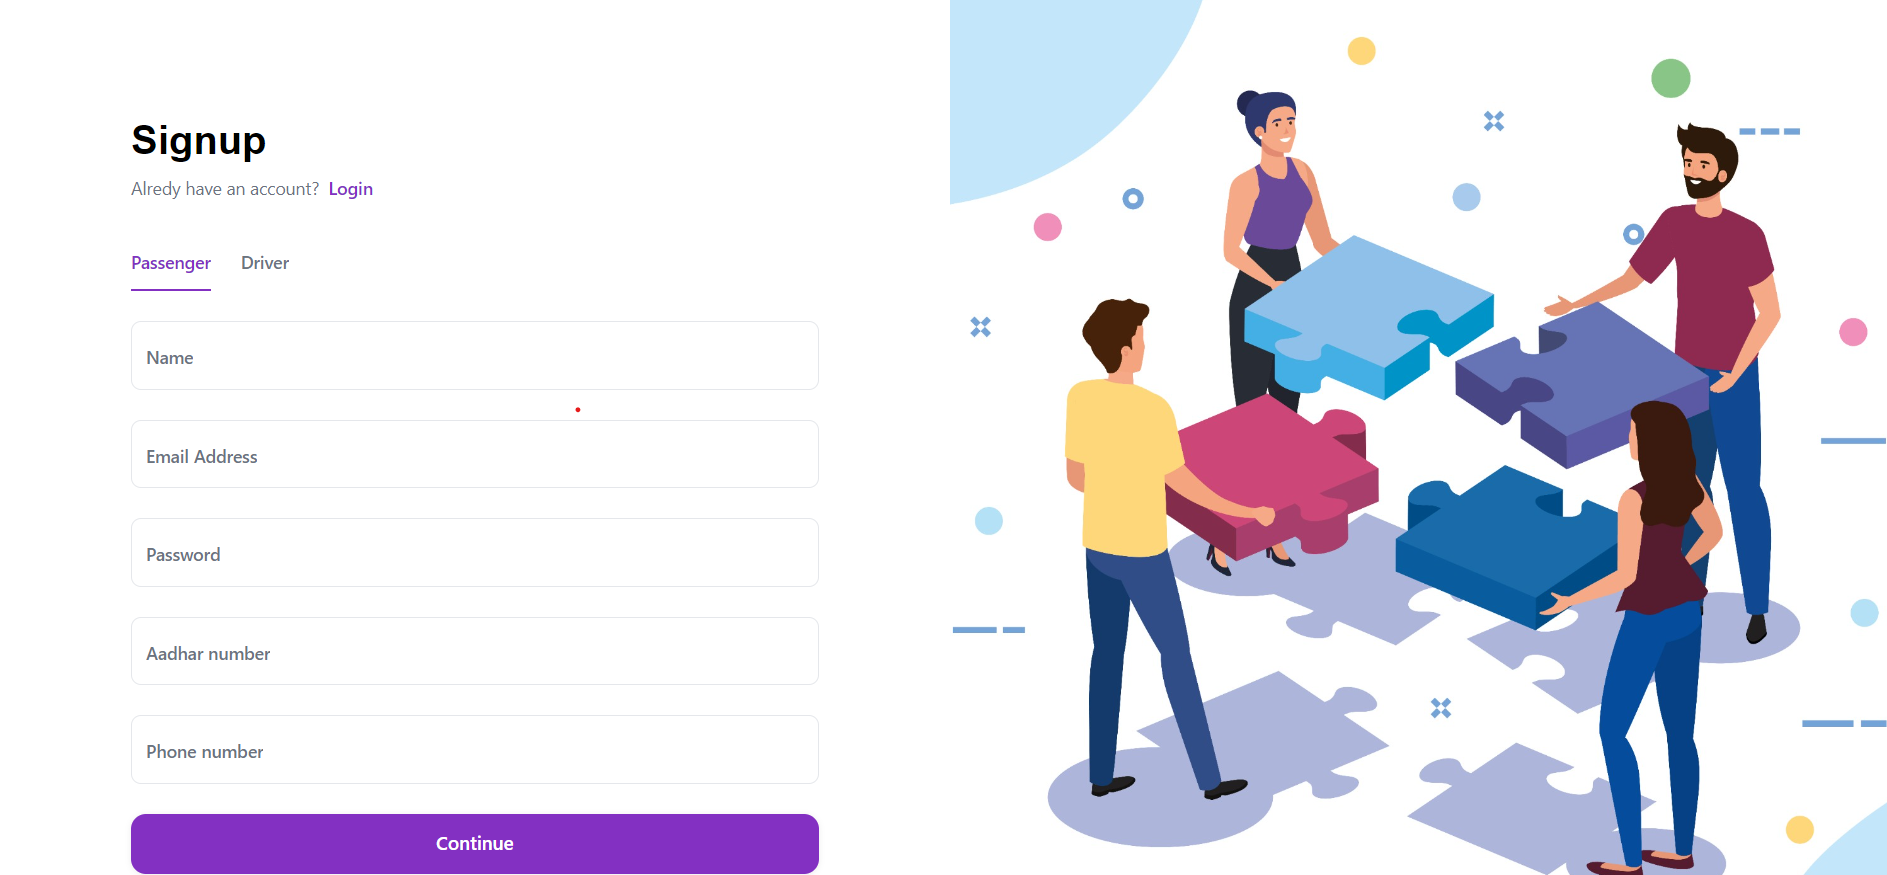 Signup
Alredy have an account? Login
Passenger Driver
Name
Email Address
Password
Aadhar number
Phone number
Continue